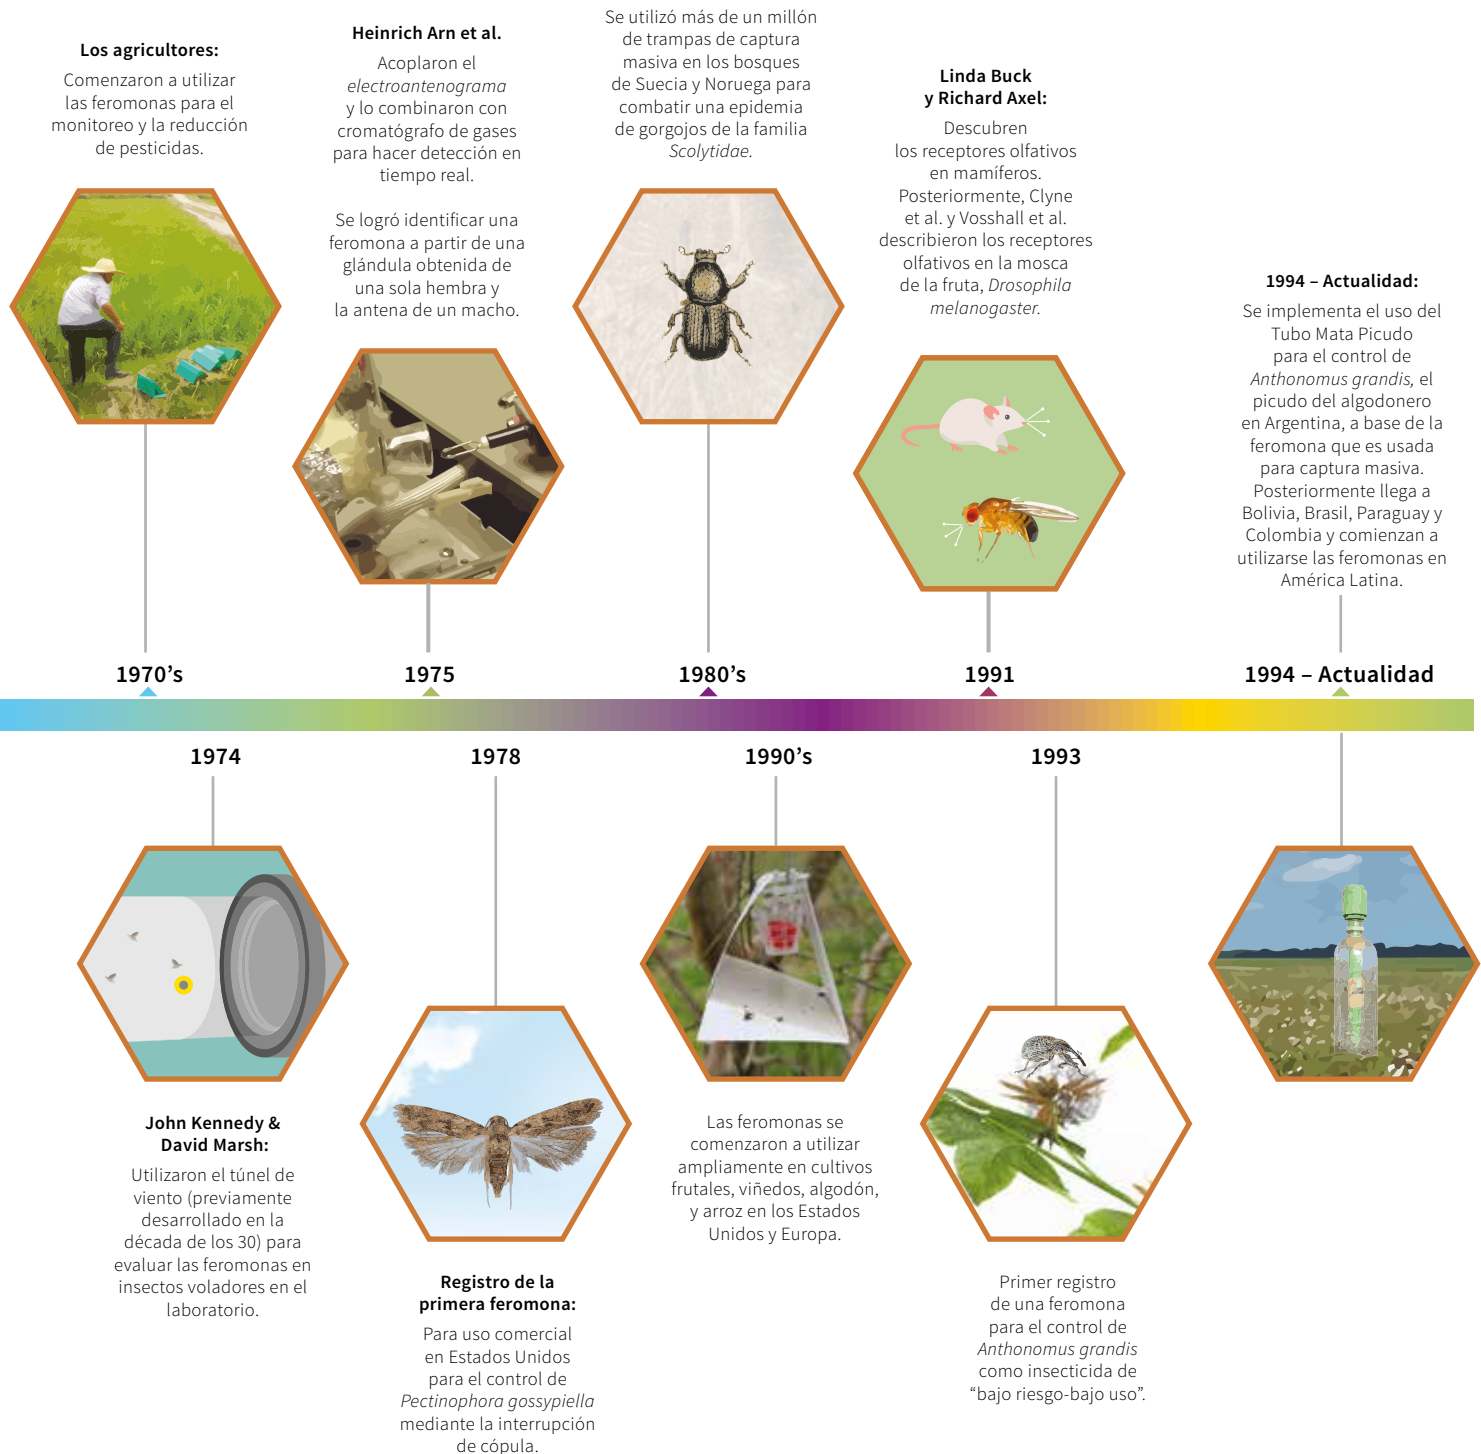 Los agricultores:
Comenzaron a utilizar
las feromonas para el
monitoreo y la reducción
de pesticidas.
1970’s
Heinrich Arn et al.
Acoplaron el
electroantenograma
y lo combinaron con
cromatógrafo de gases
para hacer detección en
tiempo real.
Se logró identificar una
feromona a partir de una
glándula obtenida de
una sola hembra y
la antena de un macho.
1975
Se utilizó más de un millón
de trampas de captura
masiva en los bosques
de Suecia y Noruega para
combatir una epidemia
de gorgojos de la familia
Scolytidae.
1980’s
Linda Buck
y Richard Axel:
Descubren
los receptores olfativos
en mamíferos.
Posteriormente, Clyne
et al. y Vosshall et al.
describieron los receptores
olfativos en la mosca
de la fruta, Drosophila
melanogaster.
1991
1994 – Actualidad:
Se implementa el uso del
Tubo Mata Picudo
para el control de
Anthonomus grandis, el
picudo del algodonero
en Argentina, a base de la
feromona que es usada
para captura masiva.
Posteriormente llega a
Bolivia, Brasil, Paraguay y
Colombia y comienzan a
utilizarse las feromonas en
América Latina.
1994 – Actualidad
1974
John Kennedy &
David Marsh:
Utilizaron el túnel de
viento (previamente
desarrollado en la
década de los 30) para
evaluar las feromonas en
insectos voladores en el
laboratorio.
1978
Registro de la
primera feromona:
Para uso comercial
en Estados Unidos
para el control de
Pectinophora gossypiella
mediante la interrupción
de cópula.
1990’s
Las feromonas se
comenzaron a utilizar
ampliamente en cultivos
frutales, viñedos, algodón,
y arroz en los Estados
Unidos y Europa.
1993
Primer registro
de una feromona
para el control de
Anthonomus grandis
como insecticida de
“bajo riesgo-bajo uso”.